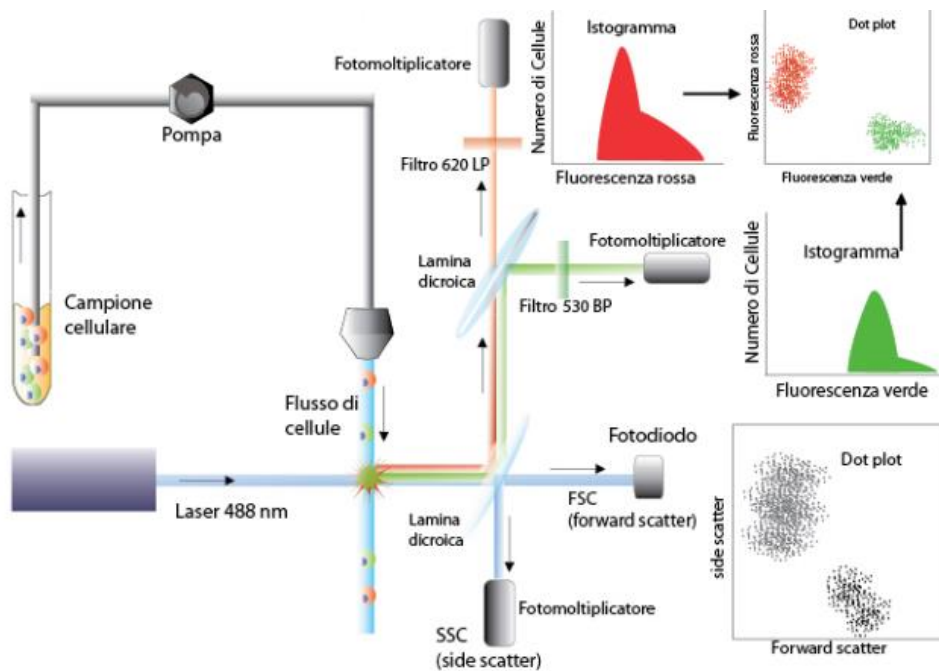 Fotomoltiplicatore
Pompa
Filtro 620 LP
Campione
cellulare
Lamina
dicroica
Fotomoltiplicatore
Filtro 530 BP
Flusso di
cellule
Laser 488 nm
Lamina
dicroica
Fotodiodo
FSC
(forward scatter)
Fotomoltiplicatore
SSC
(side scatter)
Istogramma
Numero di Cellule
Fluorescenza rossa
Dot plot
Fluorescenza rossa
Fluorescenza verde
Istogramma
Numero di Cellule
Fluorescenza verde
Dot plot
side scatter
Forward scatter